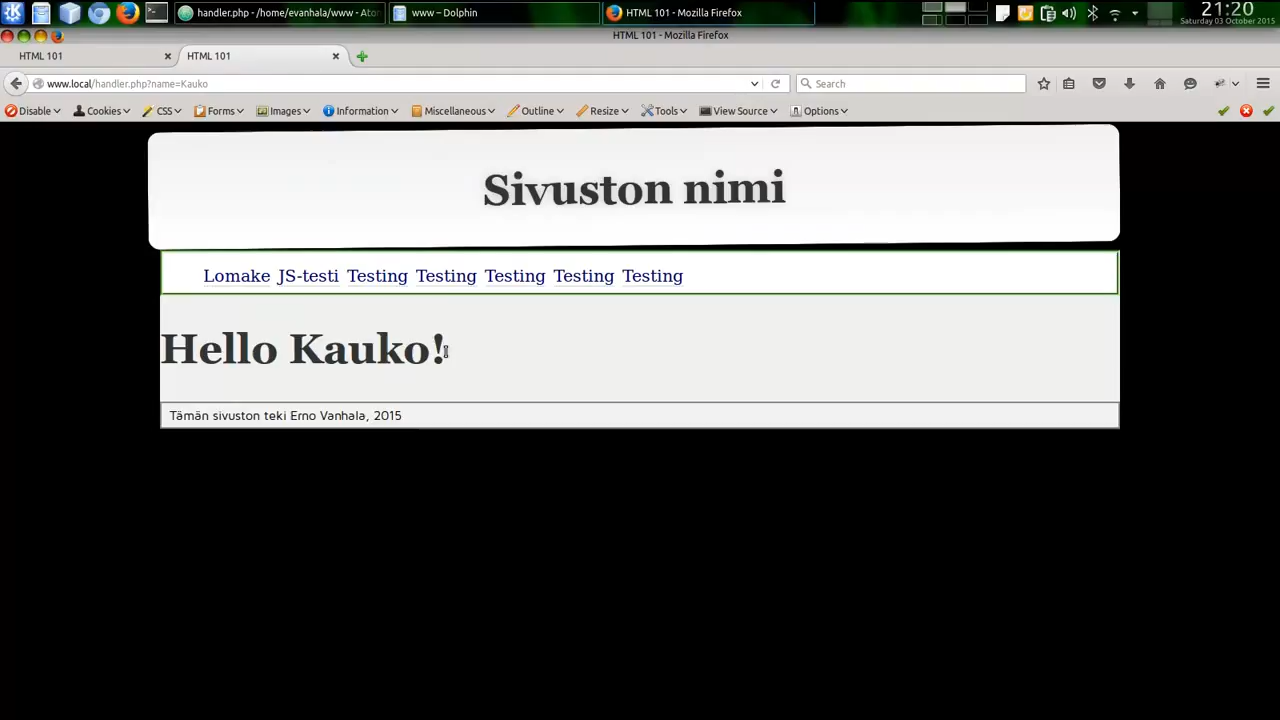 handler.php - /home/evanhala/www - Ato
www – Dolphin
HTML 101 - Mozilla Firefox
21:20
Saturday 03 October 2015
HTML 101 - Mozilla Firefox
HTML 101
HTML 101
www.local/handler.php?name=Kauko
Search
Disable
Cookies
CSS
Forms
Images
Information
Miscellaneous
Outline
Resize
Tools
View Source
Options
Sivuston nimi
Lomake JS-testi Testing Testing Testing Testing Testing
Hello Kauko!
Tämän sivuston teki Erno Vanhala, 2015